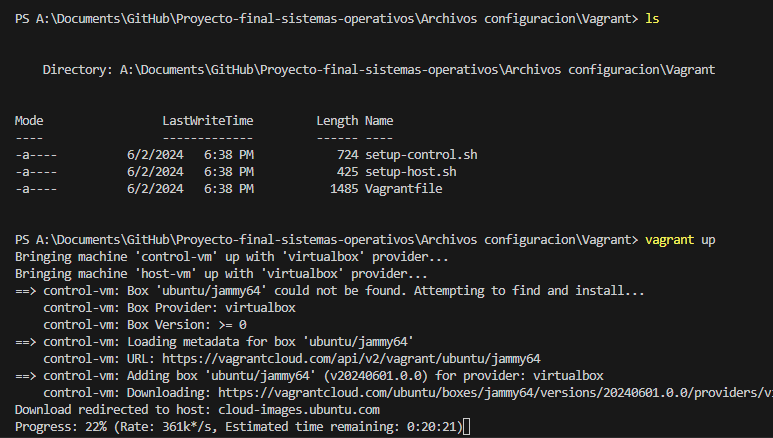 PS A:\Documents\GitHub\Proyecto-final-sistemas-operativos\Archivos configuracion\Vagrant> ls
Directory: A:\Documents\GitHub\Proyecto-final-sistemas-operativos\Archivos configuracion\Vagrant
Mode LastWriteTime Length Name
---- ------------- ------ ----
-a---- 6/2/2024 6:38 PM 724 setup-control.sh
-a---- 6/2/2024 6:38 PM 425 setup-host.sh
-a---- 6/2/2024 6:38 PM 1485 Vagrantfile
PS A:\Documents\GitHub\Proyecto-final-sistemas-operativos\Archivos configuracion\Vagrant> vagrant up
Bringing machine 'control-vm' up with 'virtualbox' provider...
Bringing machine 'host-vm' up with 'virtualbox' provider...
==> control-vm: Box 'ubuntu/jammy64' could not be found. Attempting to find and install...
control-vm: Box Provider: virtualbox
control-vm: Box Version: >= 0
==> control-vm: Loading metadata for box 'ubuntu/jammy64'
control-vm: URL: https://vagrantcloud.com/api/v2/vagrant/ubuntu/jammy64
==> control-vm: Adding box 'ubuntu/jammy64' (v20240601.0.0) for provider: virtualbox
control-vm: Downloading: https://vagrantcloud.com/ubuntu/boxes/jammy64/versions/20240601.0.0/providers/v
Download redirected to host: cloud-images.ubuntu.com
Progress: 22% (Rate: 361k*/s, Estimated time remaining: 0:20:21)